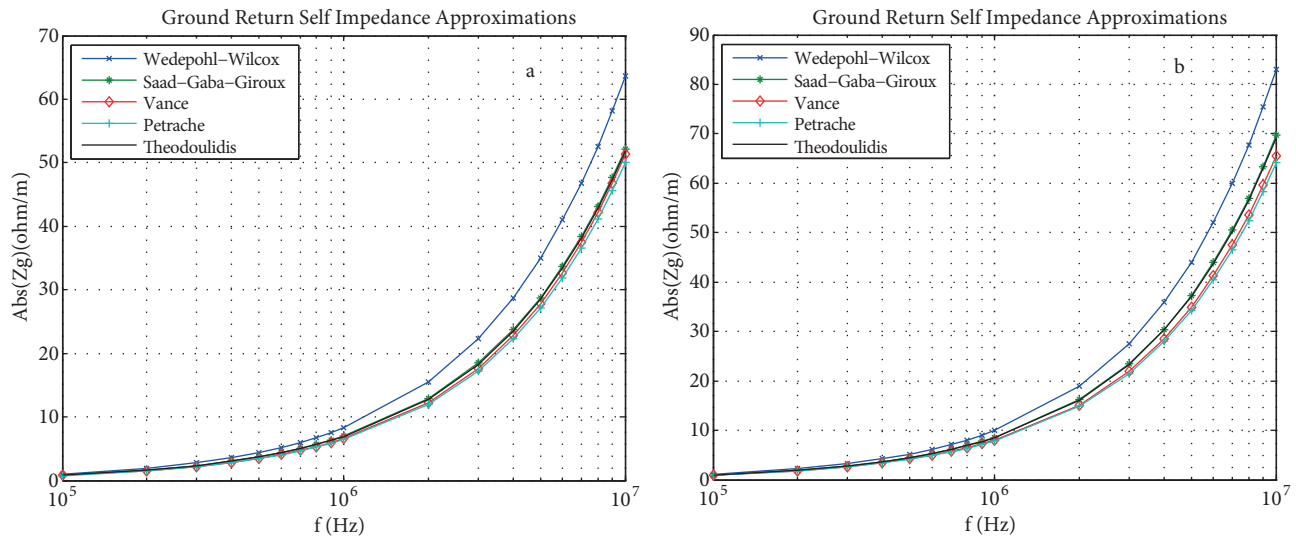 Ground Return Self Impedance Approximations
70
60
50
40
30
20
10
0
Abs(Zg)(ohm/m)
Wedepohl−Wilcox
Saad−Gaba−Giroux
Vance
Petrache
Theodoulidis
a
10^5
10^6
10^7
f (Hz)
Ground Return Self Impedance Approximations
90
80
70
60
50
40
30
20
10
0
Abs(Zg)(ohm/m)
Wedepohl−Wilcox
Saad−Gaba−Giroux
Vance
Petrache
Theodoulidis
b
10^5
10^6
10^7
f (Hz)